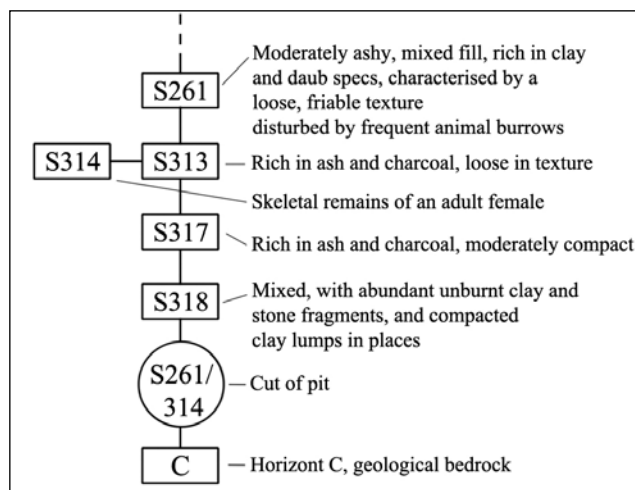 S261
Moderately ashy, mixed fill, rich in clay
and daub specs, characterised by a
loose, friable texture
disturbed by frequent animal burrows
S314
S313
Rich in ash and charcoal, loose in texture
Skeletal remains of an adult female
S317
Rich in ash and charcoal, moderately compact
S318
Mixed, with abundant unburnt clay and
stone fragments, and compacted
clay lumps in places
S261/
314
Cut of pit
C
Horizont C, geological bedrock